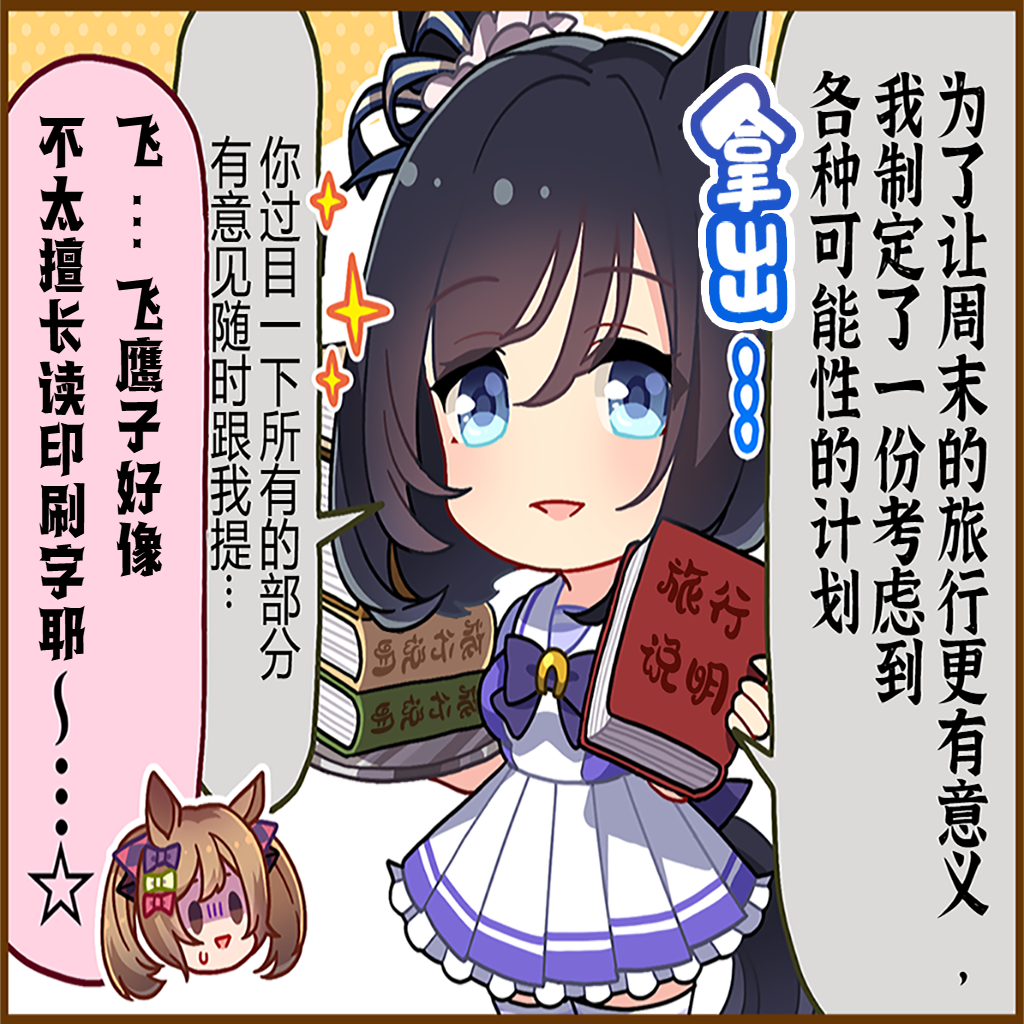 为了让周末的旅行更有意义，
我制定了一份考虑到
各种可能性的计划
拿出…
旅行
说明
你过目一下所有的部分
有意见随时跟我提…
旅行说明
旅行说明
飞…飞鹰子好像
不太擅长读印刷字耶～…☆